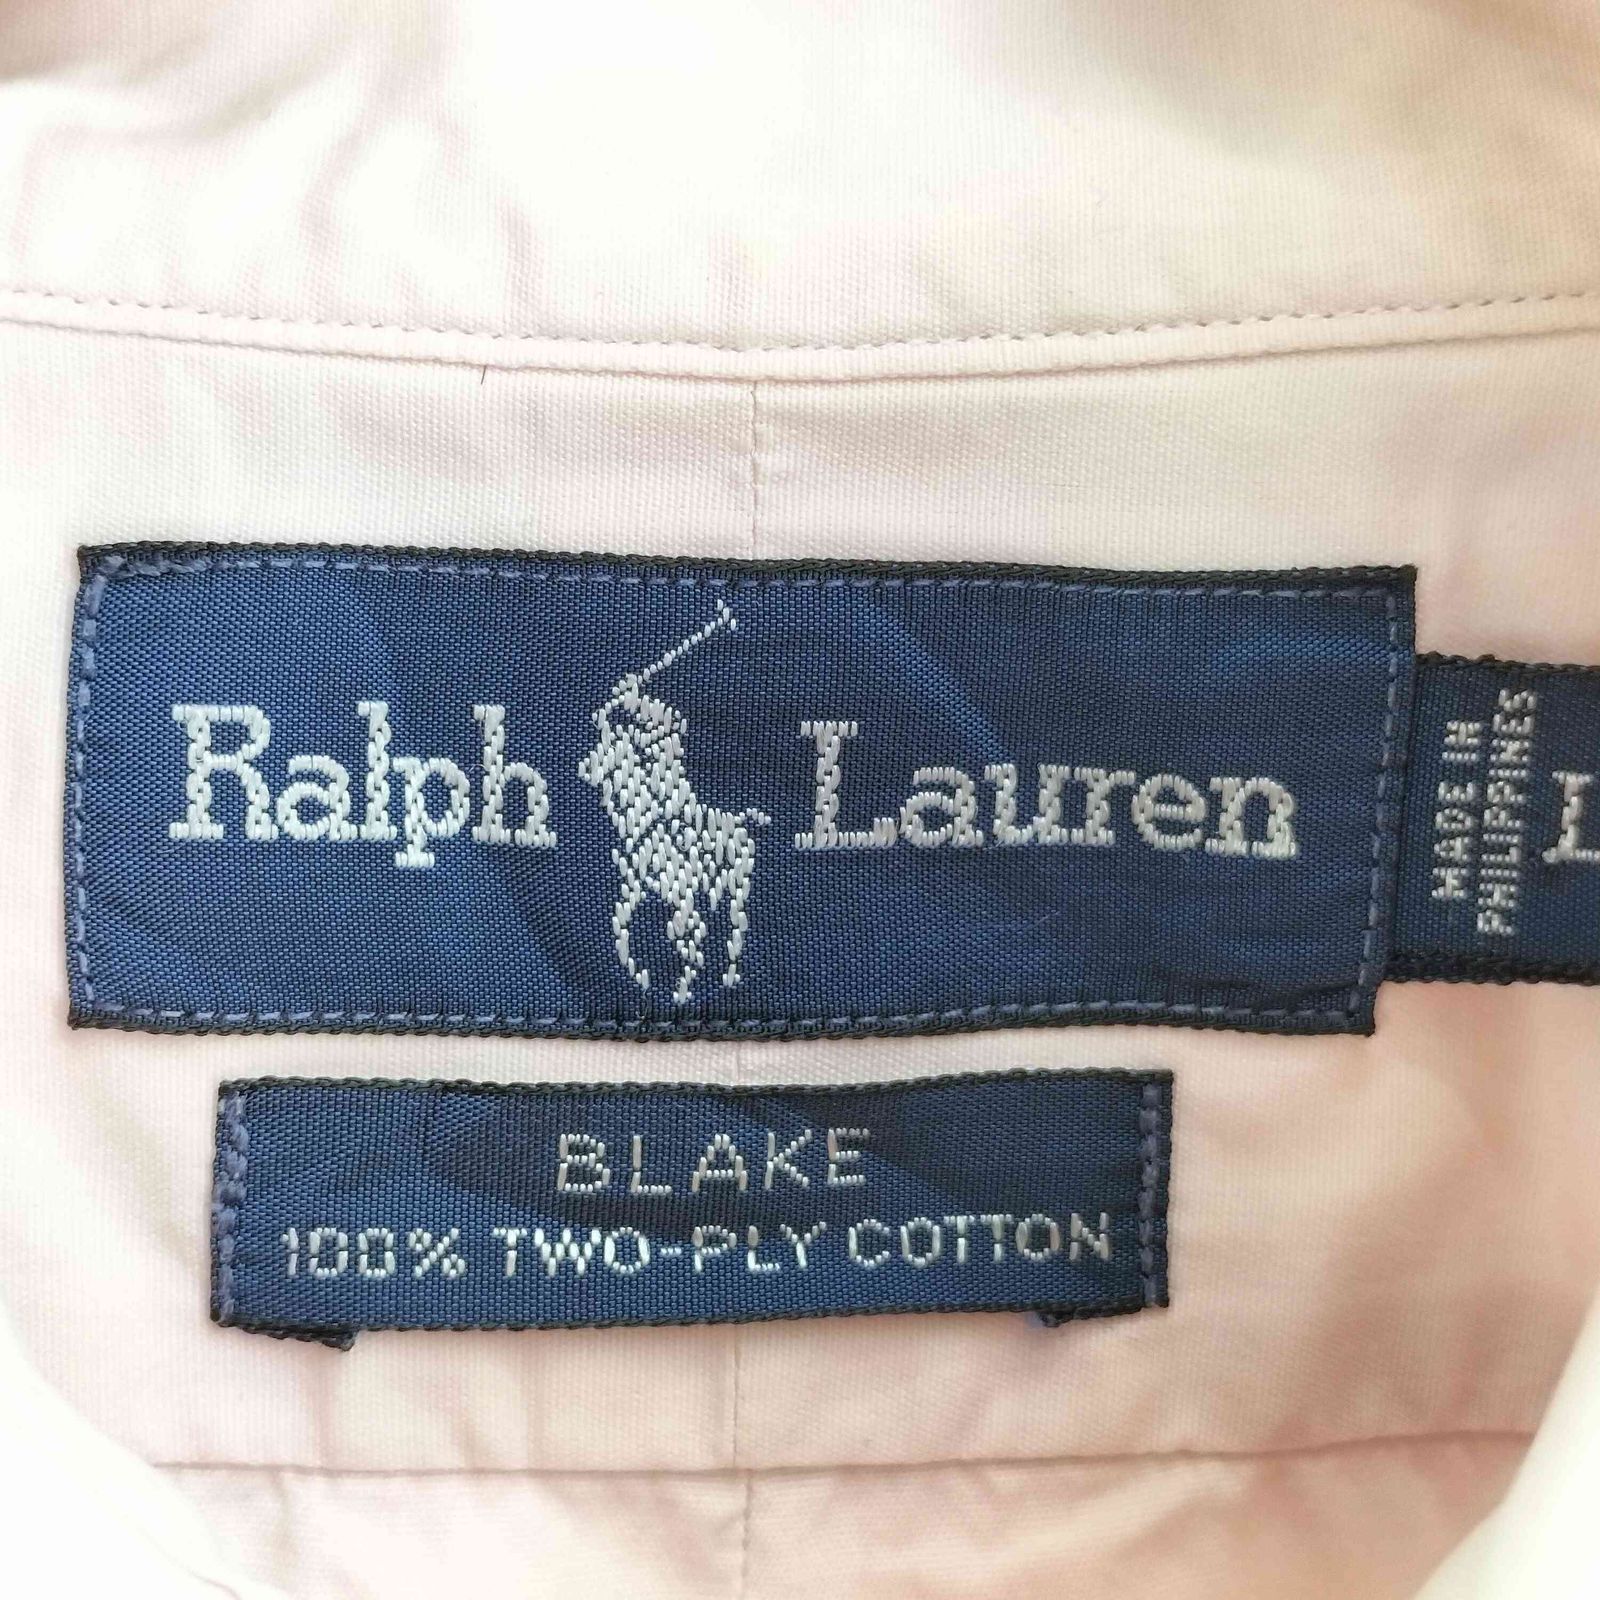 Ralph Lauren
MADE IN
PHILIPPINES
L
BLAKE
100% TWO-PLY COTTON